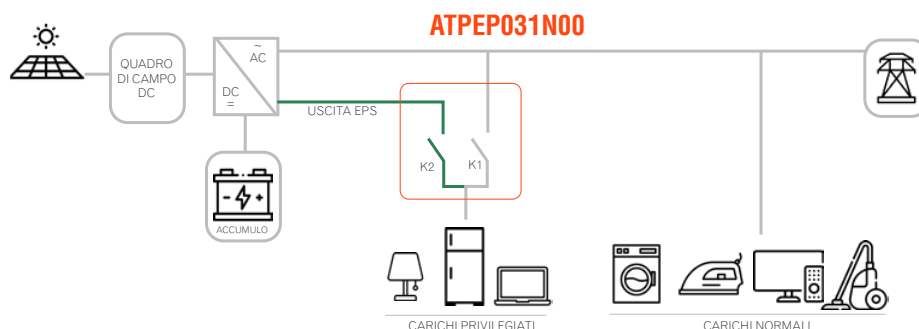 ATPEP031N00
QUADRO
DI CAMPO
DC
~
AC
DC
=
USCITA EPS
K2
K1
- +
ACCUMULO
CARICHI PRIVILEGIATI
CARICHI NORMALI